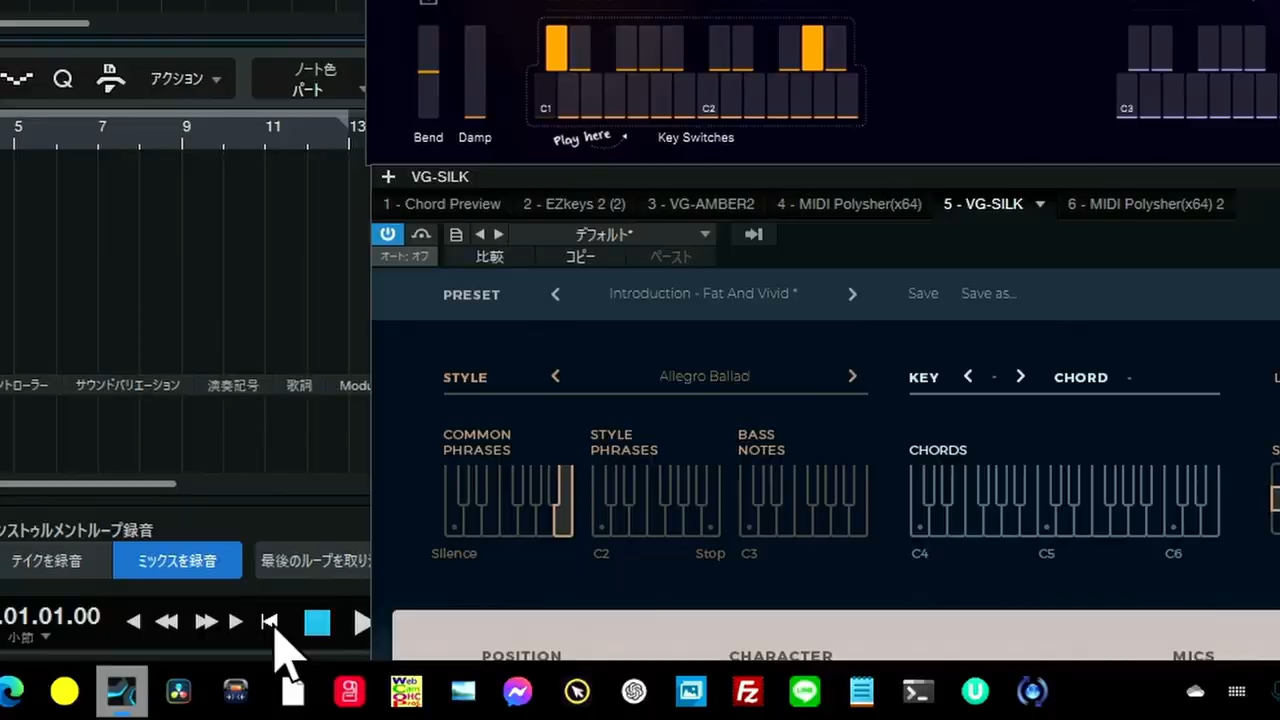 アクション
ノート色
パート
5 7 9 11 13
C1 C2 C3
Bend Damp Play here Key Switches
VG-SILK
1 - Chord Preview 2 - EZkeys 2 (2) 3 - VG-AMBER2 4 - MIDI Polysher(x64) 5 - VG-SILK 6 - MIDI Polysher(x64) 2
デフォルト*
オート: オフ 比較 コピー ペースト
PRESET Introduction - Fat And Vivid * Save Save as...
STYLE Allegro Ballad KEY - CHORD -
COMMON PHRASES
STYLE PHRASES
BASS NOTES
CHORDS
Silence C2 Stop C3 C4 C5 C6
POSITION CHARACTER MICS
ントローラー サウンドバリエーション 演奏記号 歌詞 Modu
ンストゥルメントループ録音
テイクを録音 ミックスを録音 最後のループを取り
.01.01.00
小節
Web Cam